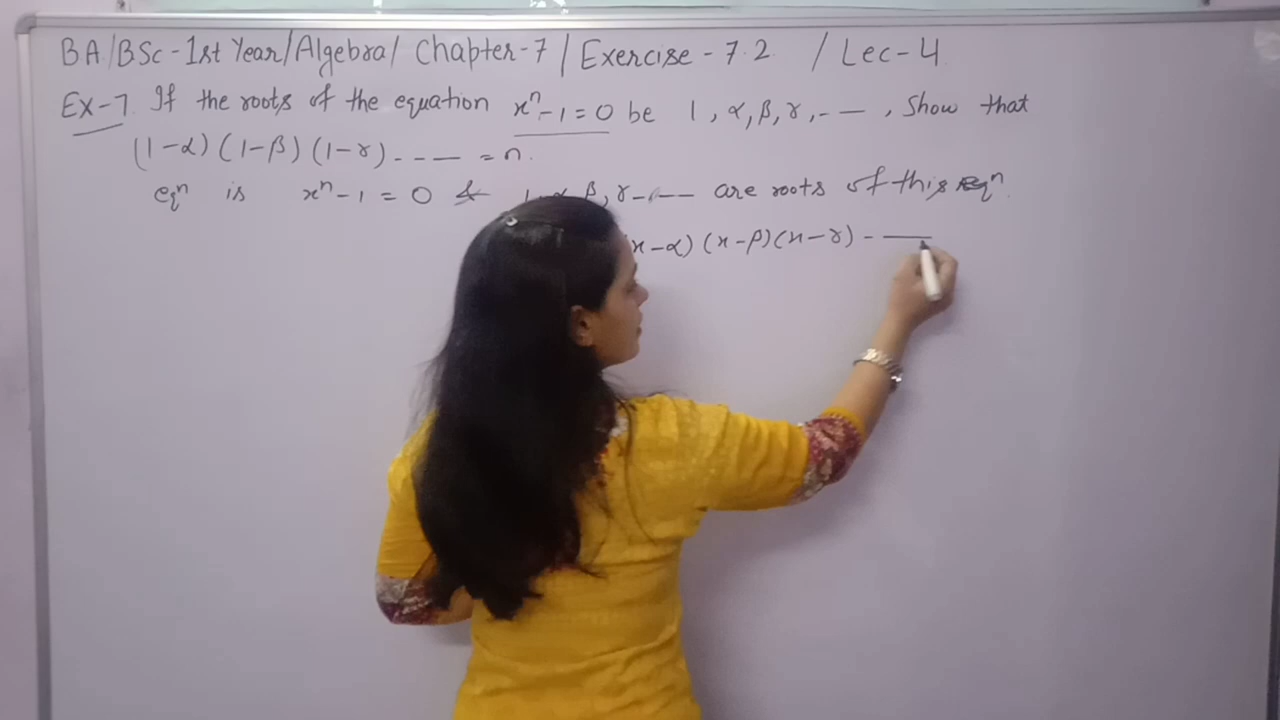 BA/BSc-1st Year/Algebra/ Chapter-7 / Exercise-7.2 / Lec-4
Ex-7 If the roots of the equation xⁿ-1=0 be 1, α, β, γ, -—, Show that
(1-α)(1-β)(1-γ)---— = n.
eqⁿ is xⁿ-1=0 & 1, α, β, γ--— are roots of this eqⁿ.
(x-α)(x-β)(x-γ)-—